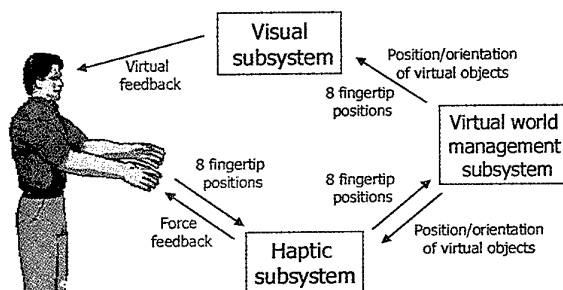 Visual
subsystem
Virtual
feedback
Position/orientation
of virtual objects
8 fingertip
positions
Virtual world
management
subsystem
8 fingertip
positions
8 fingertip
positions
Force
feedback
Position/orientation
of virtual objects
Haptic
subsystem